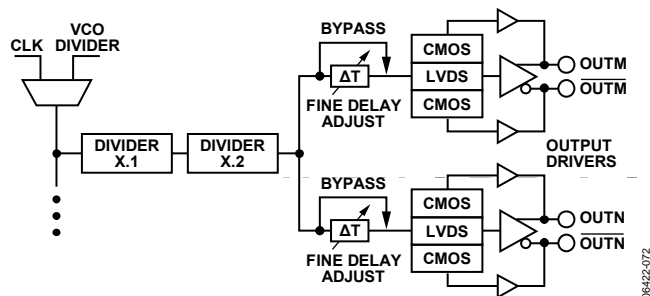 CLK
VCO
DIVIDER
DIVIDER
X.1
DIVIDER
X.2
BYPASS
ΔT
FINE DELAY
ADJUST
CMOS
LVDS
CMOS
OUTM
OUTM
OUTPUT
DRIVERS
BYPASS
ΔT
FINE DELAY
ADJUST
CMOS
LVDS
CMOS
OUTN
OUTN
06422-072